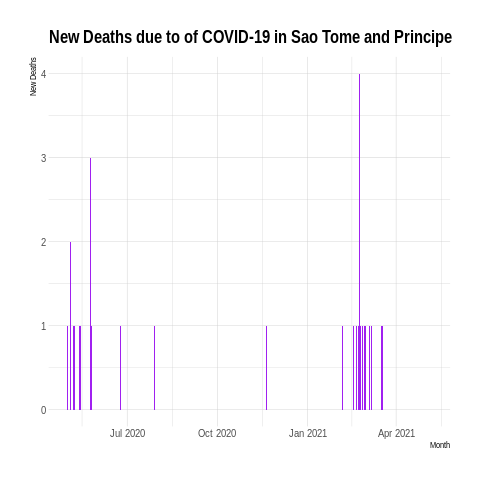 New Deaths due to of COVID-19 in Sao Tome and Principe
New Deaths
4
3
2
1
0
Jul 2020 Oct 2020 Jan 2021 Apr 2021
Month